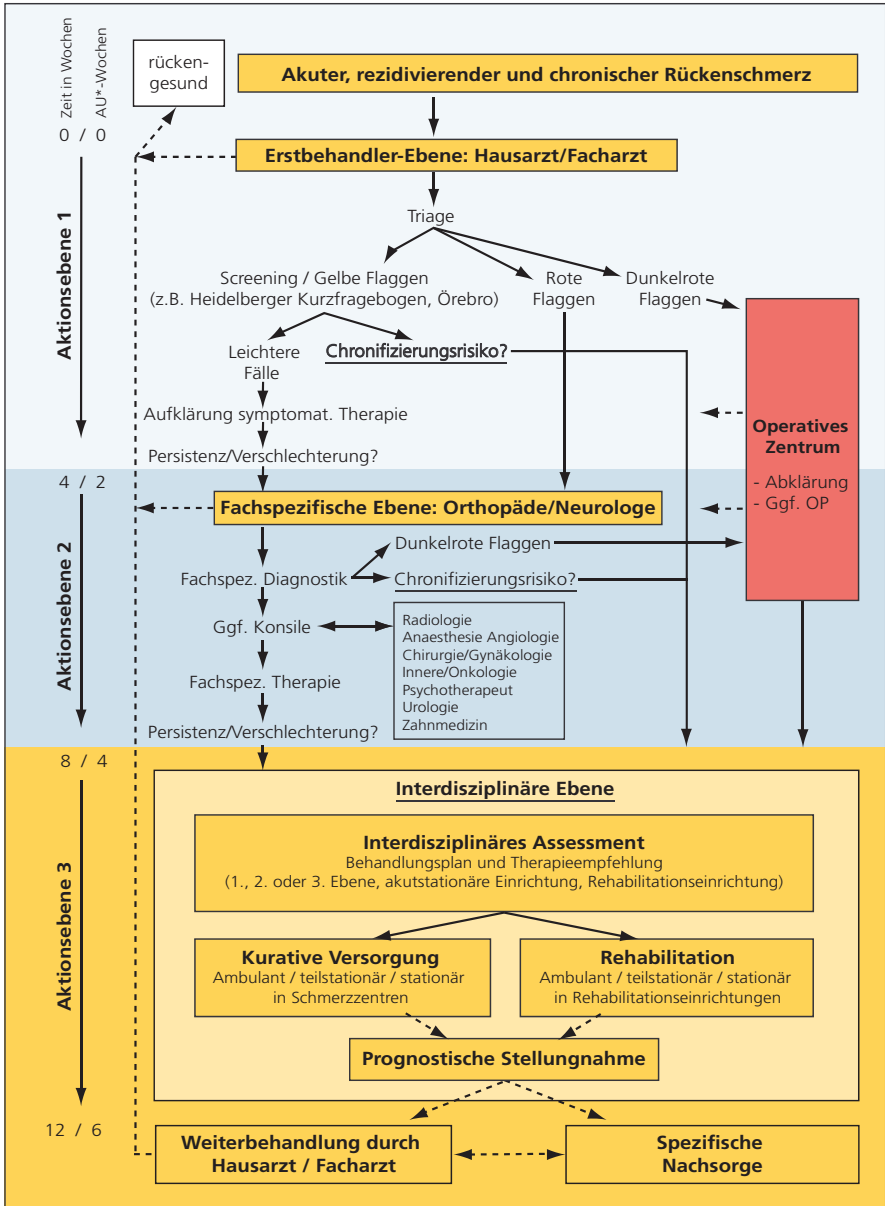 Zeit in Wochen
AU*-Wochen
rücken-
gesund
Akuter, rezidivierender und chronischer Rückenschmerz
0 / 0
Erstbehandler-Ebene: Hausarzt/Facharzt
Aktionsebene 1
Triage
Screening / Gelbe Flaggen
(z.B. Heidelberger Kurzfragebogen, Örebro)
Rote
Flaggen
Dunkelrote
Flaggen
Leichtere
Fälle
Chronifizierungsrisiko?
Aufklärung symptomat. Therapie
Persistenz/Verschlechterung?
Operatives
Zentrum
- Abklärung
- Ggf. OP
4 / 2
Fachspezifische Ebene: Orthopäde/Neurologe
Aktionsebene 2
Dunkelrote Flaggen
Fachspez. Diagnostik
Chronifizierungsrisiko?
Ggf. Konsile
Radiologie
Anaesthesie Angiologie
Chirurgie/Gynäkologie
Innere/Onkologie
Psychotherapeut
Urologie
Zahnmedizin
Fachspez. Therapie
Persistenz/Verschlechterung?
8 / 4
Aktionsebene 3
Interdisziplinäre Ebene
Interdisziplinäres Assessment
Behandlungsplan und Therapieempfehlung
(1., 2. oder 3. Ebene, akutstationäre Einrichtung, Rehabilitationseinrichtung)
Kurative Versorgung
Ambulant / teilstationär / stationär
in Schmerzzentren
Rehabilitation
Ambulant / teilstationär / stationär
in Rehabilitationseinrichtungen
Prognostische Stellungnahme
12 / 6
Weiterbehandlung durch
Hausarzt / Facharzt
Spezifische
Nachsorge